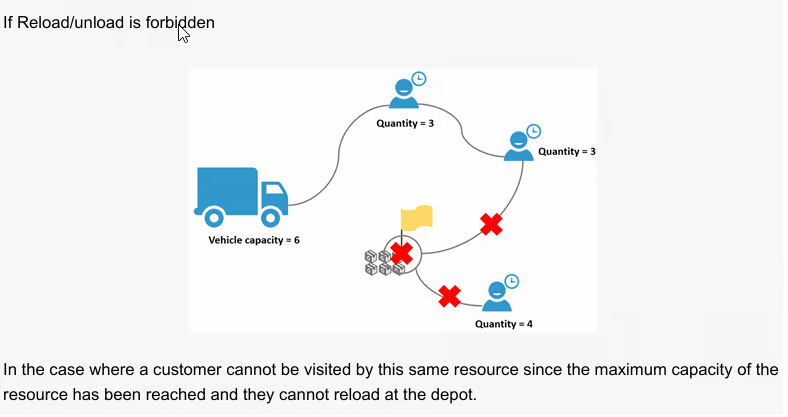 If Reload/unload is forbidden
Quantity = 3
Quantity = 3
Vehicle capacity = 6
Quantity = 4
In the case where a customer cannot be visited by this same resource since the maximum capacity of the
resource has been reached and they cannot reload at the depot.